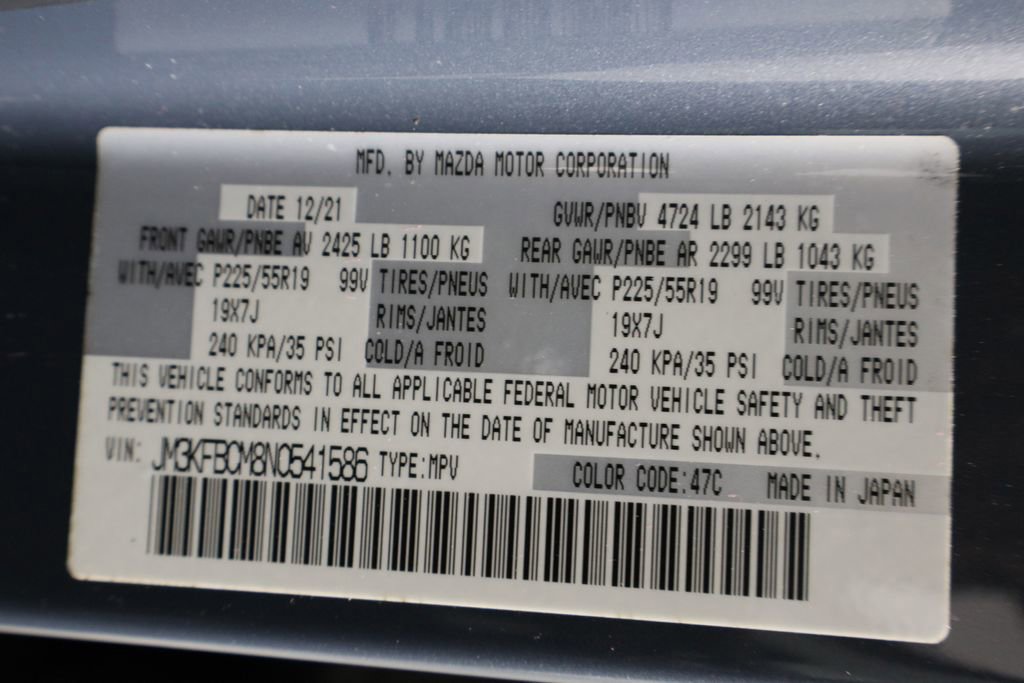 MFD. BY MAZDA MOTOR CORPORATION
DATE 12/21 GVWR/PNBV 4724 LB 2143 KG
FRONT GAWR/PNBE AV 2425 LB 1100 KG REAR GAWR/PNBE AR 2299 LB 1043 KG
WITH/AVEC P225/55R19 99V TIRES/PNEUS WITH/AVEC P225/55R19 99V TIRES/PNEUS
19X7J RIMS/JANTES 19X7J RIMS/JANTES
240 KPA/35 PSI COLD/A FROID 240 KPA/35 PSI COLD/A FROID
THIS VEHICLE CONFORMS TO ALL APPLICABLE FEDERAL MOTOR VEHICLE SAFETY AND THEFT
PREVENTION STANDARDS IN EFFECT ON THE DATE OF MANUFACTURE SHOWN ABOVE.
VIN: JM3KFBCM8N0541586 TYPE:MPV COLOR CODE:47C MADE IN JAPAN